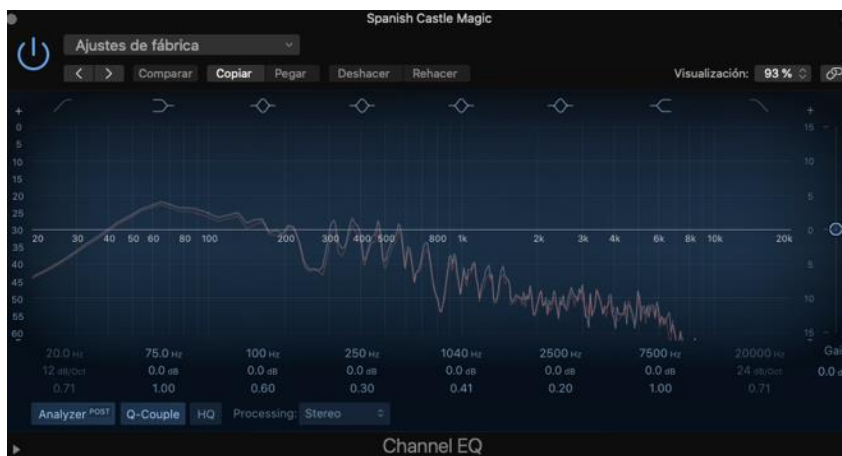 Spanish Castle Magic
Ajustes de fábrica
Comparar Copiar Pegar Deshacer Rehacer Visualización: 93 %
+ +
0 15
5
10 10
15
20 5
25
30 0
20 30 40 50 60 80 100 200 300 400 500 800 1k 2k 3k 4k 6k 8k 10k 20k
35
40
45 5
50 10
55
60 15
20.0 Hz 75.0 Hz 100 Hz 250 Hz 1040 Hz 2500 Hz 7500 Hz 20000 Hz Gai
12 dB/Oct 0.0 dB 0.0 dB 0.0 dB 0.0 dB 0.0 dB 0.0 dB 24 dB/Oct 0.0 d
0.71 1.00 0.60 0.30 0.41 0.20 1.00 0.71
Analyzer POST Q-Couple HQ Processing: Stereo
Channel EQ